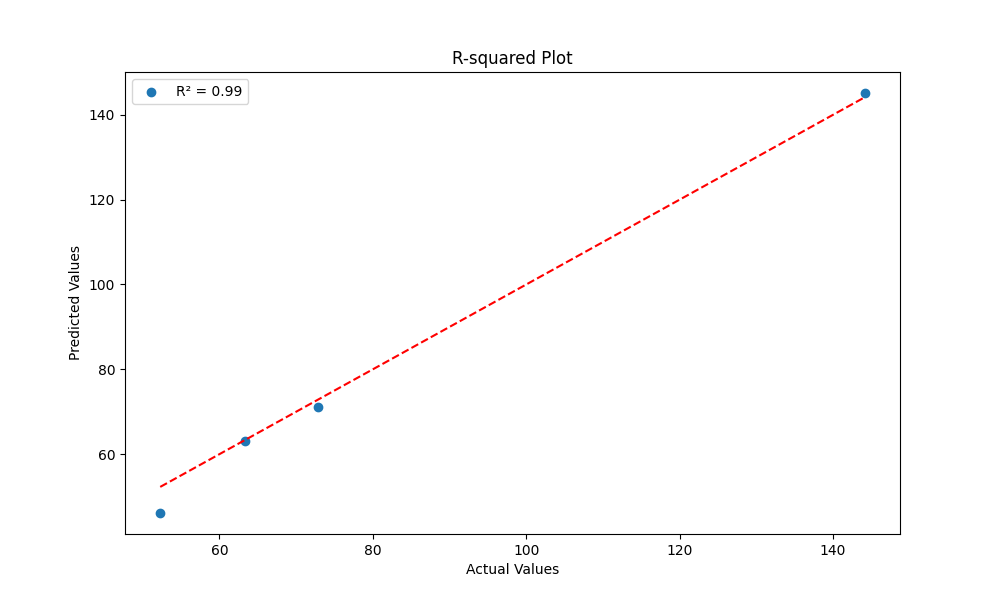 R-squared Plot
R² = 0.99
140
120
100
80
60
Predicted Values
60 80 100 120 140
Actual Values